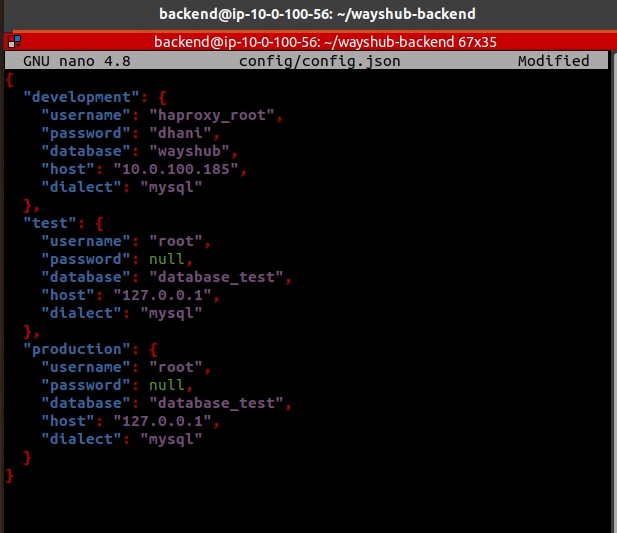 backend@ip-10-0-100-56: ~/wayshub-backend
backend@ip-10-0-100-56: ~/wayshub-backend 67x35
GNU nano 4.8 config/config.json Modified
{
  "development": {
    "username": "haproxy_root",
    "password": "dhani",
    "database": "wayshub",
    "host": "10.0.100.185",
    "dialect": "mysql"
  },
  "test": {
    "username": "root",
    "password": null,
    "database": "database_test",
    "host": "127.0.0.1",
    "dialect": "mysql"
  },
  "production": {
    "username": "root",
    "password": null,
    "database": "database_test",
    "host": "127.0.0.1",
    "dialect": "mysql"
  }
}